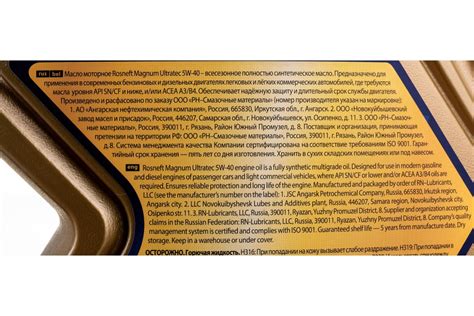 rus bel
Масло моторное Rosneft Magnum Ultratec 5W-40 – всесезонное полностью синтетическое масло. Предназначено для
применения в современных бензиновых и дизельных двигателях легковых и лёгких коммерческих автомобилей, где требуются
масла уровня API SN/CF и ниже, и/или ACEA A3/B4. Обеспечивает надёжную защиту и длительный срок службы двигателя.
Произведено и расфасовано по заказу ООО «РН-Смазочные материалы» (номер производителя указан на маркировке):
1. АО «Ангарская нефтехимическая компания», Россия, 665830, Иркутская обл., г. Ангарск. 2. ООО «Новокуйбышевский
завод масел и присадок», Россия, 446207, Самарская обл., г. Новокуйбышевск, ул. Осипенко, д. 11. 3. ООО «РН-Смазочные
материалы», Россия, 390011, г. Рязань, Район Южный Промузел, д. 8. Поставщик и организация, принимающая
претензии на территории РФ: ООО «РН-Смазочные материалы», Россия, 390011, г. Рязань, Район Южный Промузел,
д. 8. Система менеджмента качества Компании сертифицирована на соответствие требованиям ISO 9001.
срок хранения — 5 лет с даты изготовления. Хранить в сухих складских помещениях или под навесом.
eng Rosneft Magnum Ultratec 5W-40 engine oil is a fully synthetic multigrade oil. Designed for use in modern gasoline
and diesel engines of passenger cars and light commercial vehicles, where API SN/CF or lower and/or ACEA A3/B4 oils are
required. Ensures reliable protection and long life of the engine. Manufactured and packaged by order of RN-Lubricants,
LLC (see the manufacturer's number on the label): 1. JSC Angarsk Petrochemical Company, Russia, 665830, Irkutsk region,
Angarsk city. 2. LLC Novokuibyshevsk Lubes and Additives Plant, Russia, 446207, Samara region, Novokuibyshevsk city,
Osipenko str. 11. 3. LLC RN-Lubricants, Russia, 390011, Ryazan, Yuzhny Promuzel District, 8. Supplier and organization accepting
claims in the Russian Federation: RN-Lubricants, LLC, Russia, 390011, Ryazan, Yuzhny Promuzel District, 8. Company's quality
management system is certified and complies with ISO 9001. Guaranteed shelf life — 5 years from manufacture date. Dry
storage. Keep in a warehouse or under cover.
ОСТОРОЖНО. Горючая жидкость. H316: При попадании на кожу вызывает слабое раздражение. H319: При попадании в